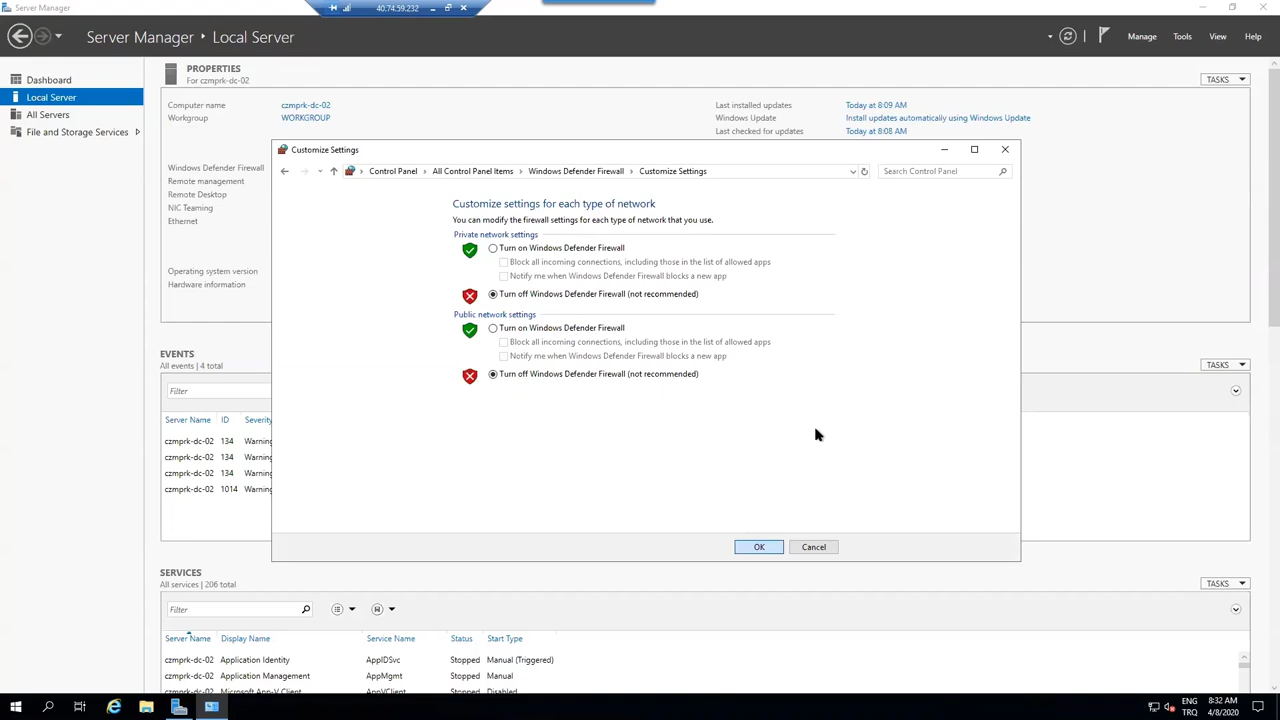 Server Manager
40.74.59.232
Server Manager • Local Server
Manage Tools View Help
Dashboard
Local Server
All Servers
File and Storage Services
PROPERTIES
For czmprk-dc-02
TASKS
Computer name czmprk-dc-02
Workgroup WORKGROUP
Last installed updates Today at 8:09 AM
Windows Update Install updates automatically using Windows Update
Last checked for updates Today at 8:08 AM
Windows Defender Firewall
Remote management
Remote Desktop
NIC Teaming
Ethernet
Operating system version
Hardware information
Customize Settings
Control Panel All Control Panel Items Windows Defender Firewall Customize Settings
Search Control Panel
Customize settings for each type of network
You can modify the firewall settings for each type of network that you use.
Private network settings
Turn on Windows Defender Firewall
Block all incoming connections, including those in the list of allowed apps
Notify me when Windows Defender Firewall blocks a new app
Turn off Windows Defender Firewall (not recommended)
Public network settings
Turn on Windows Defender Firewall
Block all incoming connections, including those in the list of allowed apps
Notify me when Windows Defender Firewall blocks a new app
Turn off Windows Defender Firewall (not recommended)
OK Cancel
EVENTS
All events | 4 total
TASKS
Filter
Server Name ID Severity
czmprk-dc-02 134 Warning
czmprk-dc-02 134 Warning
czmprk-dc-02 134 Warning
czmprk-dc-02 1014 Warning
SERVICES
All services | 206 total
TASKS
Filter
Server Name Display Name Service Name Status Start Type
czmprk-dc-02 Application Identity AppIDSvc Stopped Manual (Triggered)
czmprk-dc-02 Application Management AppMgmt Stopped Manual
czmprk-dc-02 Microsoft App-V Client AppVClient Stopped Disabled
ENG 8:32 AM
TRQ 4/8/2020